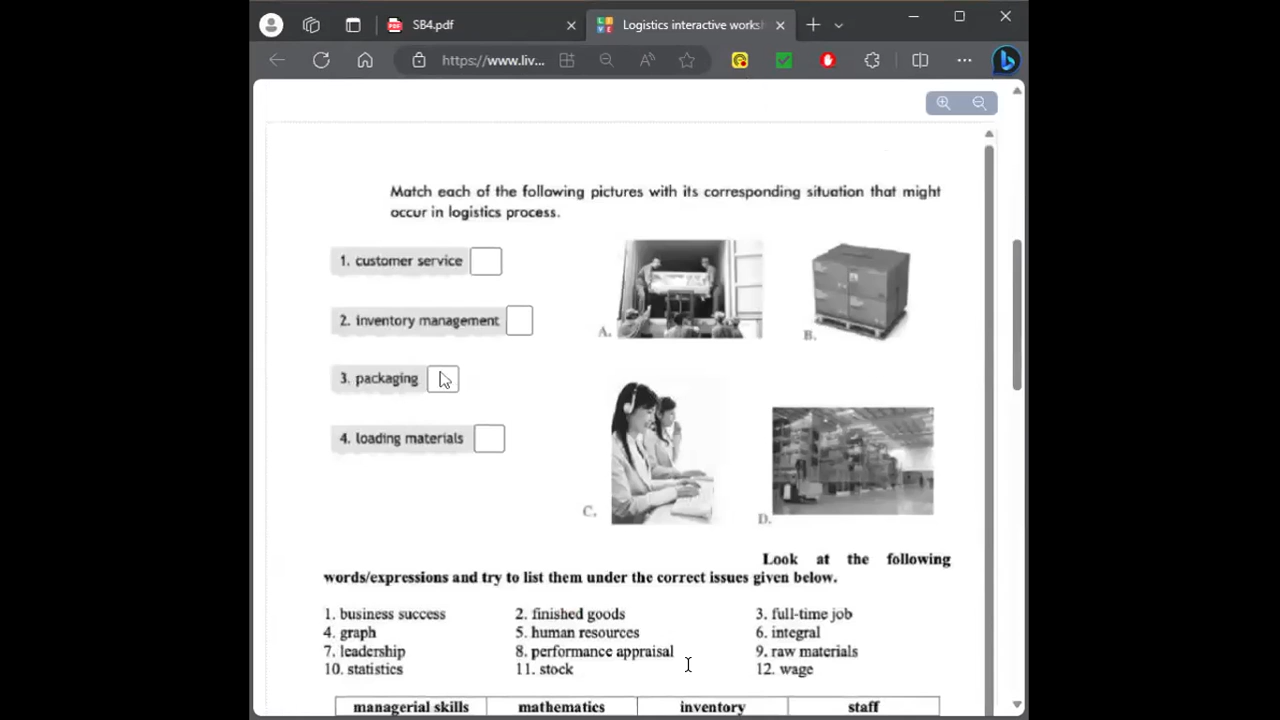 SB4.pdf
Logistics interactive worksh
https://www.liv...
Match each of the following pictures with its corresponding situation that might
occur in logistics process.
1. customer service
2. inventory management
3. packaging
4. loading materials
A.
B.
C.
D.
Look at the following
words/expressions and try to list them under the correct issues given below.
1. business success 2. finished goods 3. full-time job
4. graph 5. human resources 6. integral
7. leadership 8. performance appraisal 9. raw materials
10. statistics 11. stock 12. wage
managerial skills mathematics inventory staff